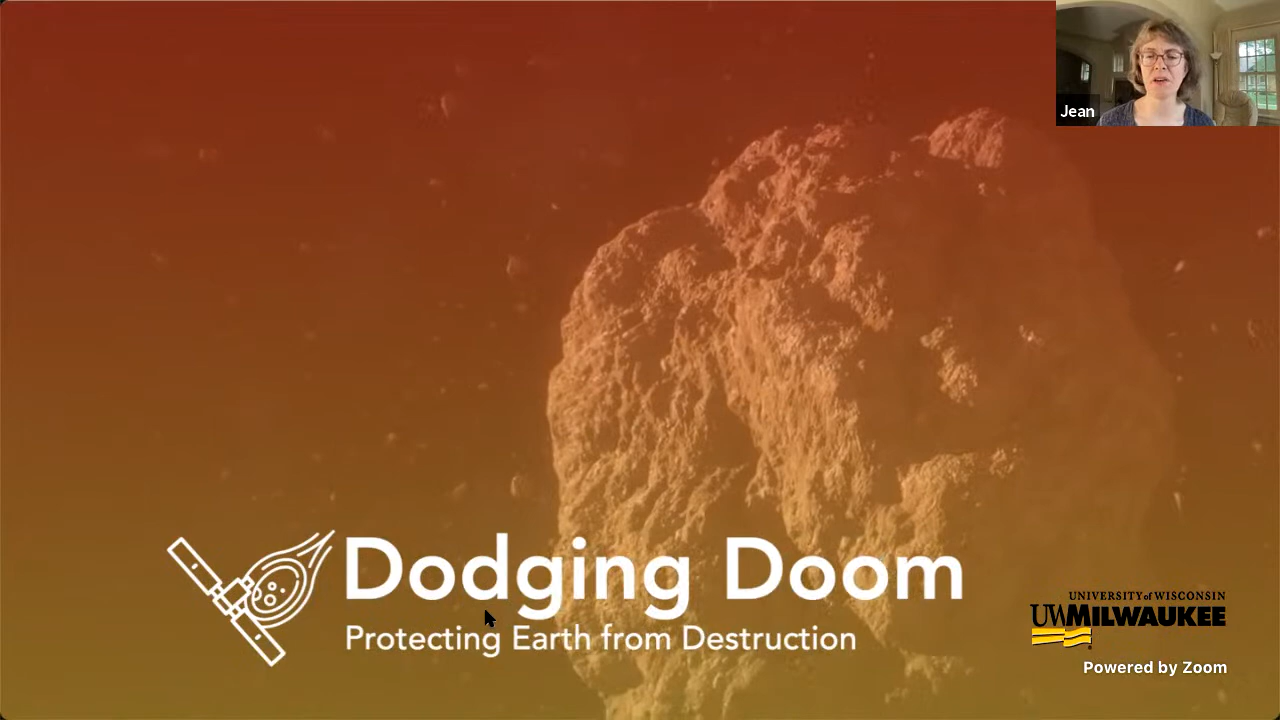 Jean
Dodging Doom
Protecting Earth from Destruction
UNIVERSITY of WISCONSIN
UWMILWAUKEE
Powered by Zoom